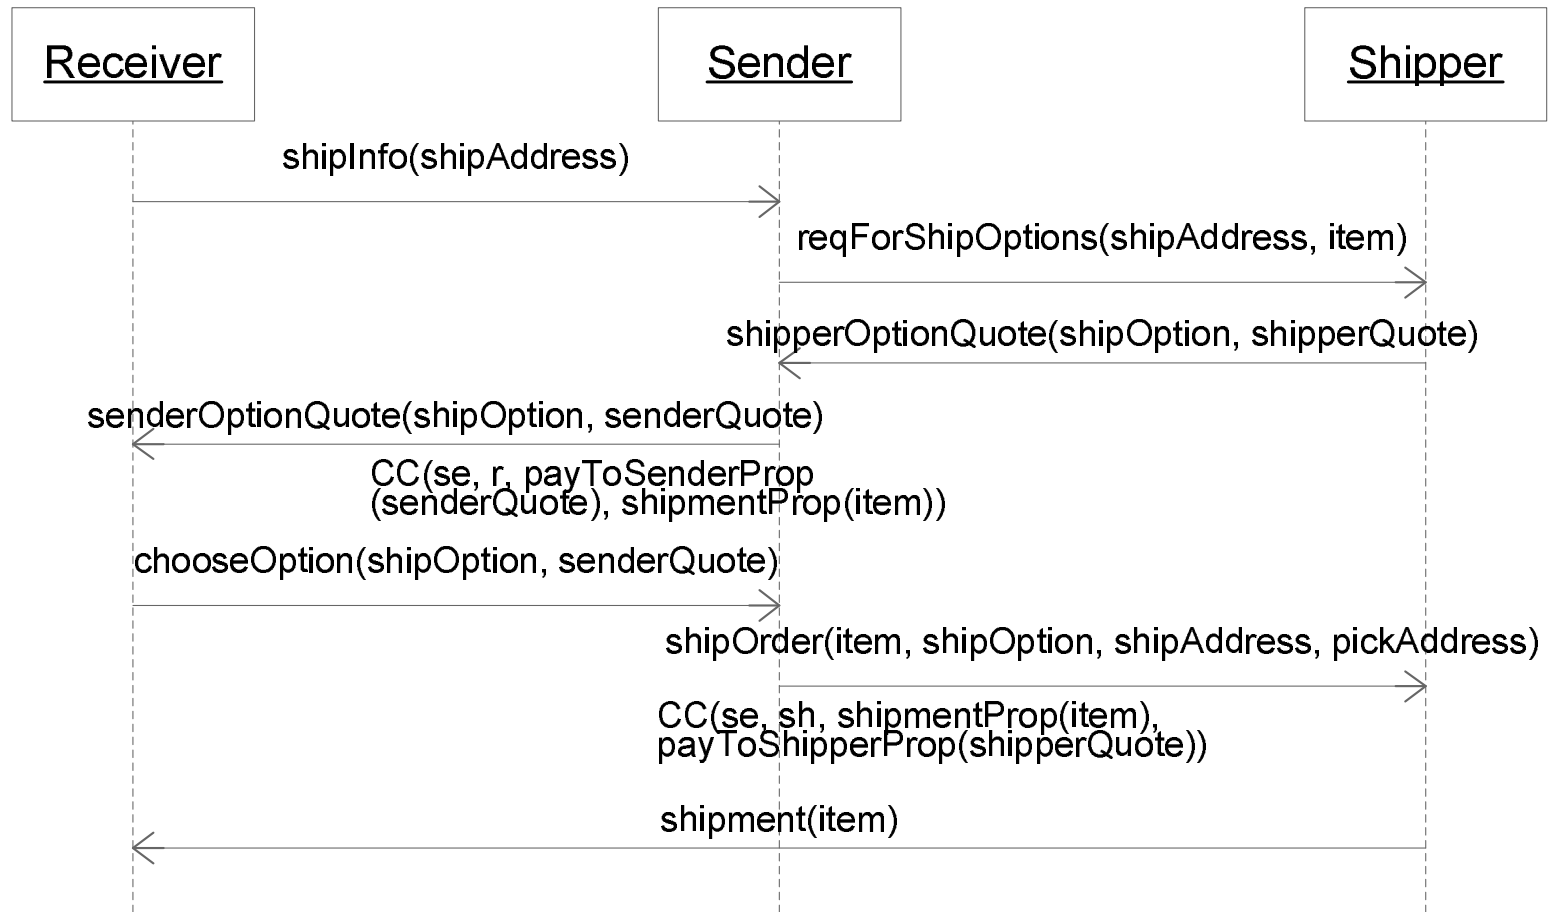 Receiver
Sender
Shipper
shipInfo(shipAddress)
reqForShipOptions(shipAddress, item)
shipperOptionQuote(shipOption, shipperQuote)
senderOptionQuote(shipOption, senderQuote)
CC(se, r, payToSenderProp
(senderQuote), shipmentProp(item))
chooseOption(shipOption, senderQuote)
shipOrder(item, shipOption, shipAddress, pickAddress)
CC(se, sh, shipmentProp(item),
payToShipperProp(shipperQuote))
shipment(item)